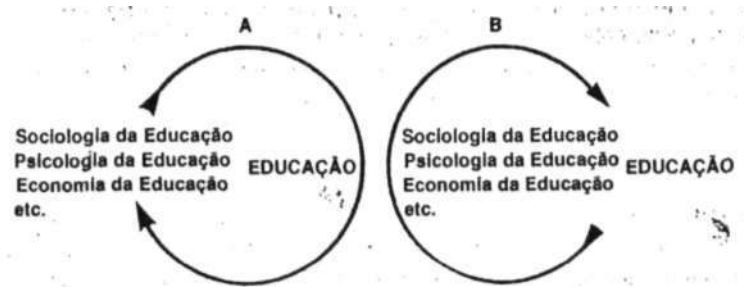 A
Sociologia da Educação
Psicologia da Educação
Economia da Educação
etc.
EDUCAÇÃO
B
Sociologia da Educação
Psicologia da Educação
Economia da Educação
etc.
EDUCAÇÃO